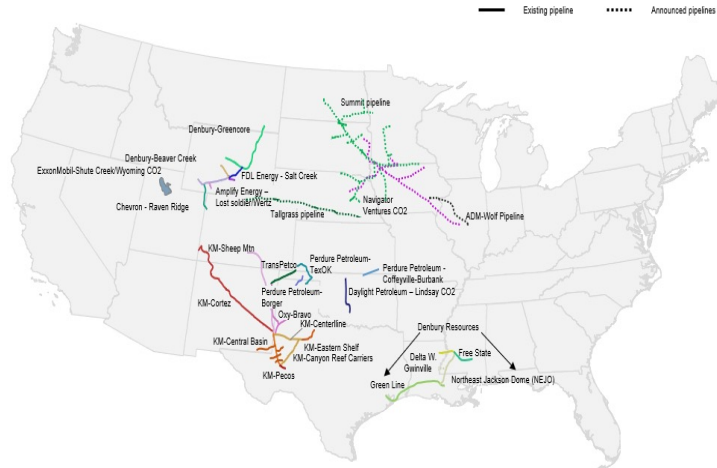 Existing pipeline
Announced pipelines
Summit pipeline
Denbury-Greencore
Denbury-Beaver Creek
ExxonMobil-Shute Creek/Wyoming CO2
FDL Energy - Salt Creek
Chevron - Raven Ridge
Amplify Energy –
Lost soldier/Wertz
Tallgrass pipeline
Navigator
Ventures CO2
ADM-Wolf Pipeline
KM-Sheep Mtn
TransPetco
Perdure Petroleum-
TexOK
Perdure Petroleum -
Coffeyville-Burbank
KM-Cortez
Perdure Petroleum-
Borger
Daylight Petroleum – Lindsay CO2
Oxy-Bravo
KM-Centerlline
KM-Central Basin
KM-Eastern Shelf
KM-Canyon Reef Carriers
KM-Pecos
Denbury Resources
Delta W.
Gwinville
Free State
Green Line
Northeast Jackson Dome (NEJO)